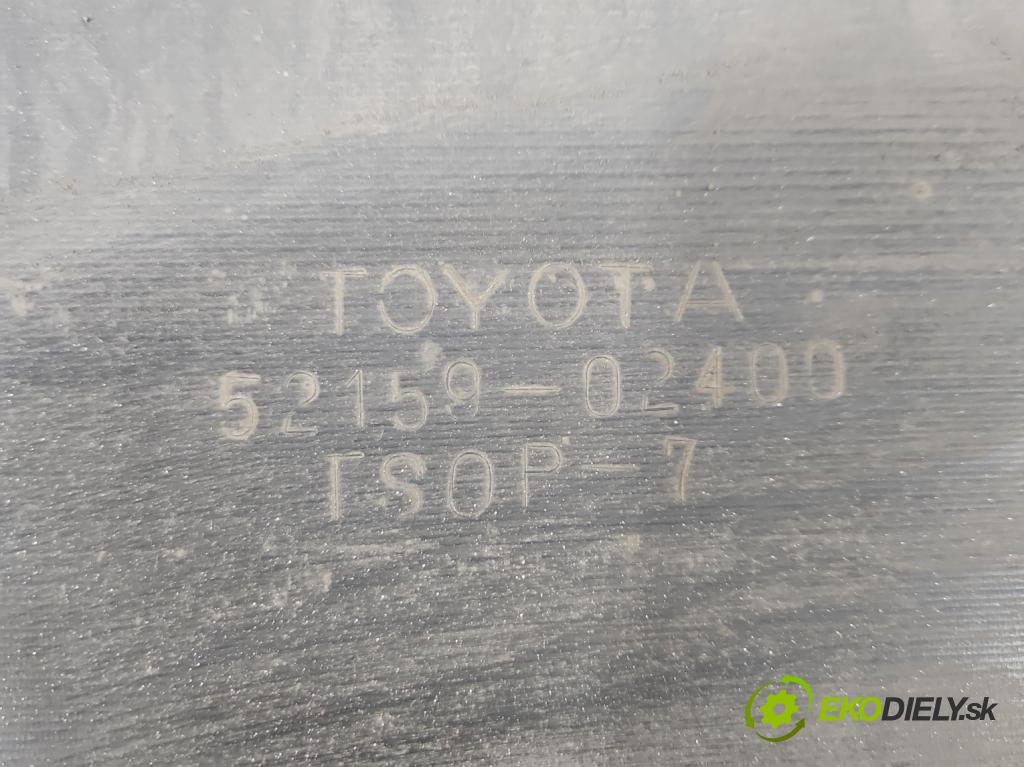 TOYOTA
52159-02400
TSOP-7
EKODIELY.sk